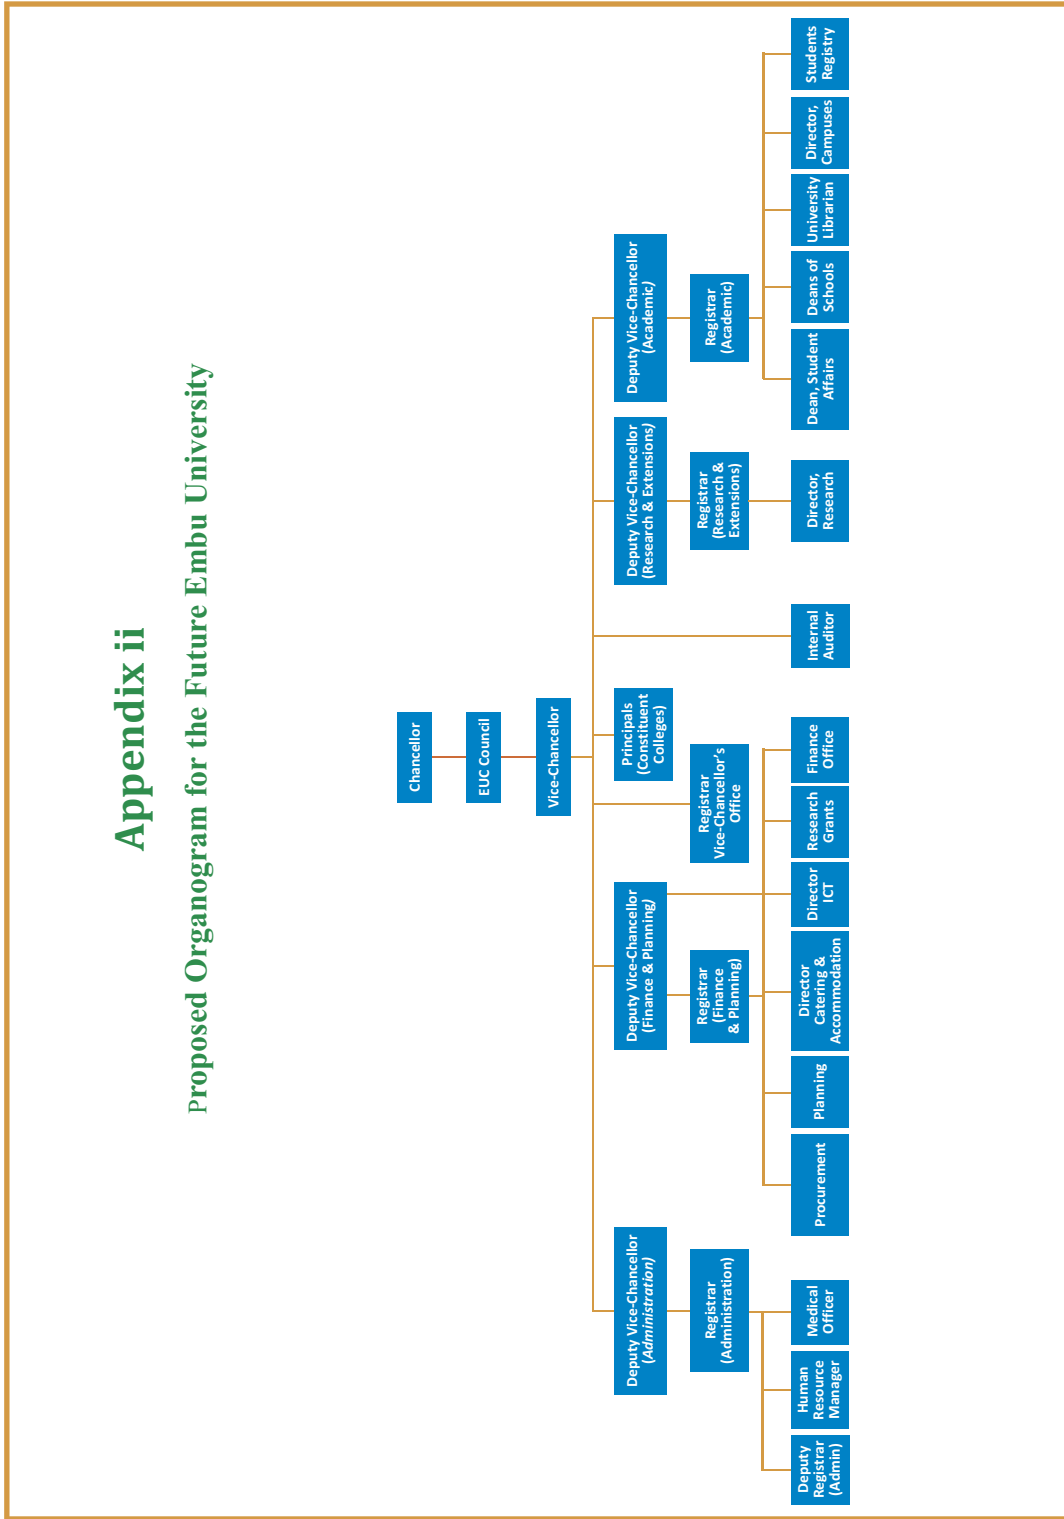 Appendix ii
Proposed Organogram for the Future Embu University
Chancellor
EUC Council
Vice-Chancellor
Deputy Vice-Chancellor
(Administration)
Deputy Vice-Chancellor
(Finance & Planning)
Principals
(Constituent
Colleges)
Deputy Vice-Chancellor
(Research & Extensions)
Deputy Vice-Chancellor
(Academic)
Registrar
(Administration)
Registrar
(Finance
& Planning)
Registrar
Vice-Chancellor's
Office
Registrar
(Research &
Extensions)
Registrar
(Academic)
Deputy
Registrar
(Admin)
Human
Resource
Manager
Medical
Officer
Procurement
Planning
Director
Catering &
Accommodation
Director
ICT
Research
Grants
Finance
Office
Internal
Auditor
Director,
Research
Dean, Student
Affairs
Deans of
Schools
University
Librarian
Director,
Campuses
Students
Registry